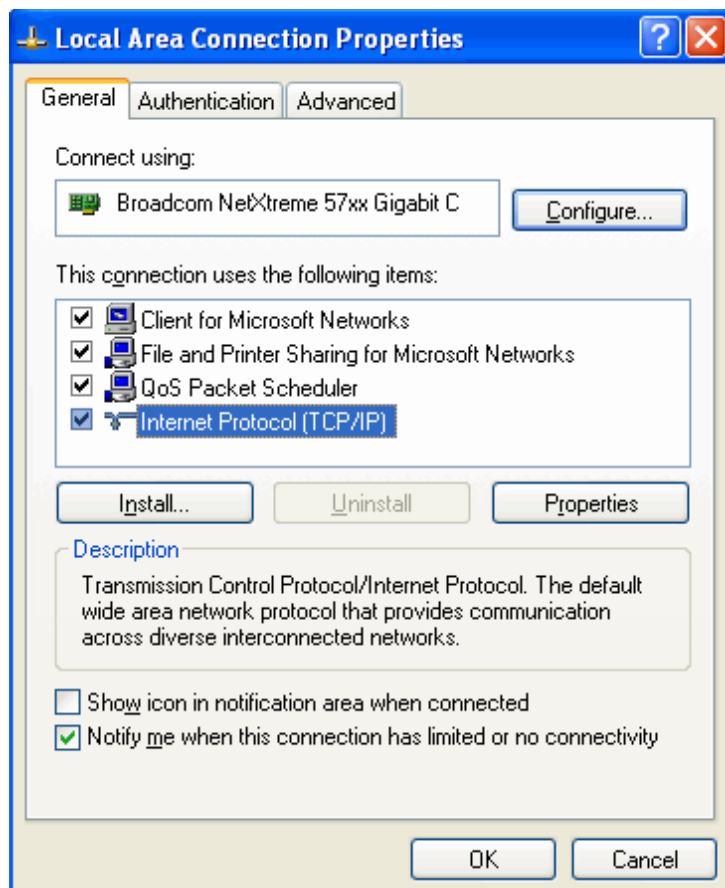 Local Area Connection Properties
General Authentication Advanced
Connect using:
Broadcom NetXtreme 57xx Gigabit C
Configure...
This connection uses the following items:
Client for Microsoft Networks
File and Printer Sharing for Microsoft Networks
QoS Packet Scheduler
Internet Protocol (TCP/IP)
Install... Uninstall Properties
Description
Transmission Control Protocol/Internet Protocol. The default
wide area network protocol that provides communication
across diverse interconnected networks.
Show icon in notification area when connected
Notify me when this connection has limited or no connectivity
OK Cancel